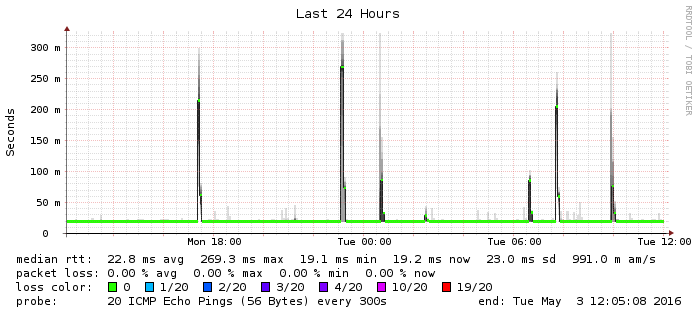 Last 24 Hours
RRDTOOL / TOBI OETIKER
Seconds
300 m
250 m
200 m
150 m
100 m
50 m
0
Mon 18:00 Tue 00:00 Tue 06:00 Tue 12:00
median rtt: 22.8 ms avg 269.3 ms max 19.1 ms min 19.2 ms now 23.0 ms sd 991.0 m am/s
packet loss: 0.00 % avg 0.00 % max 0.00 % min 0.00 % now
loss color: 0 1/20 2/20 3/20 4/20 10/20 19/20
probe: 20 ICMP Echo Pings (56 Bytes) every 300s end: Tue May 3 12:05:08 2016